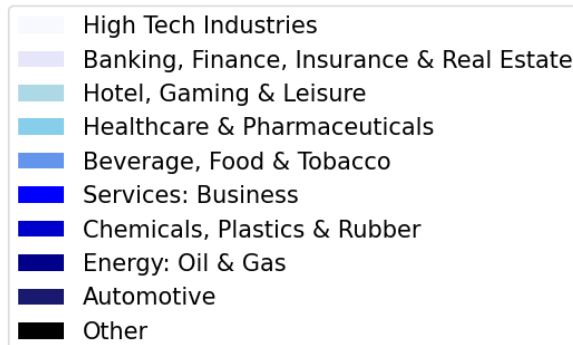 High Tech Industries
Banking, Finance, Insurance & Real Estate
Hotel, Gaming & Leisure
Healthcare & Pharmaceuticals
Beverage, Food & Tobacco
Services: Business
Chemicals, Plastics & Rubber
Energy: Oil & Gas
Automotive
Other